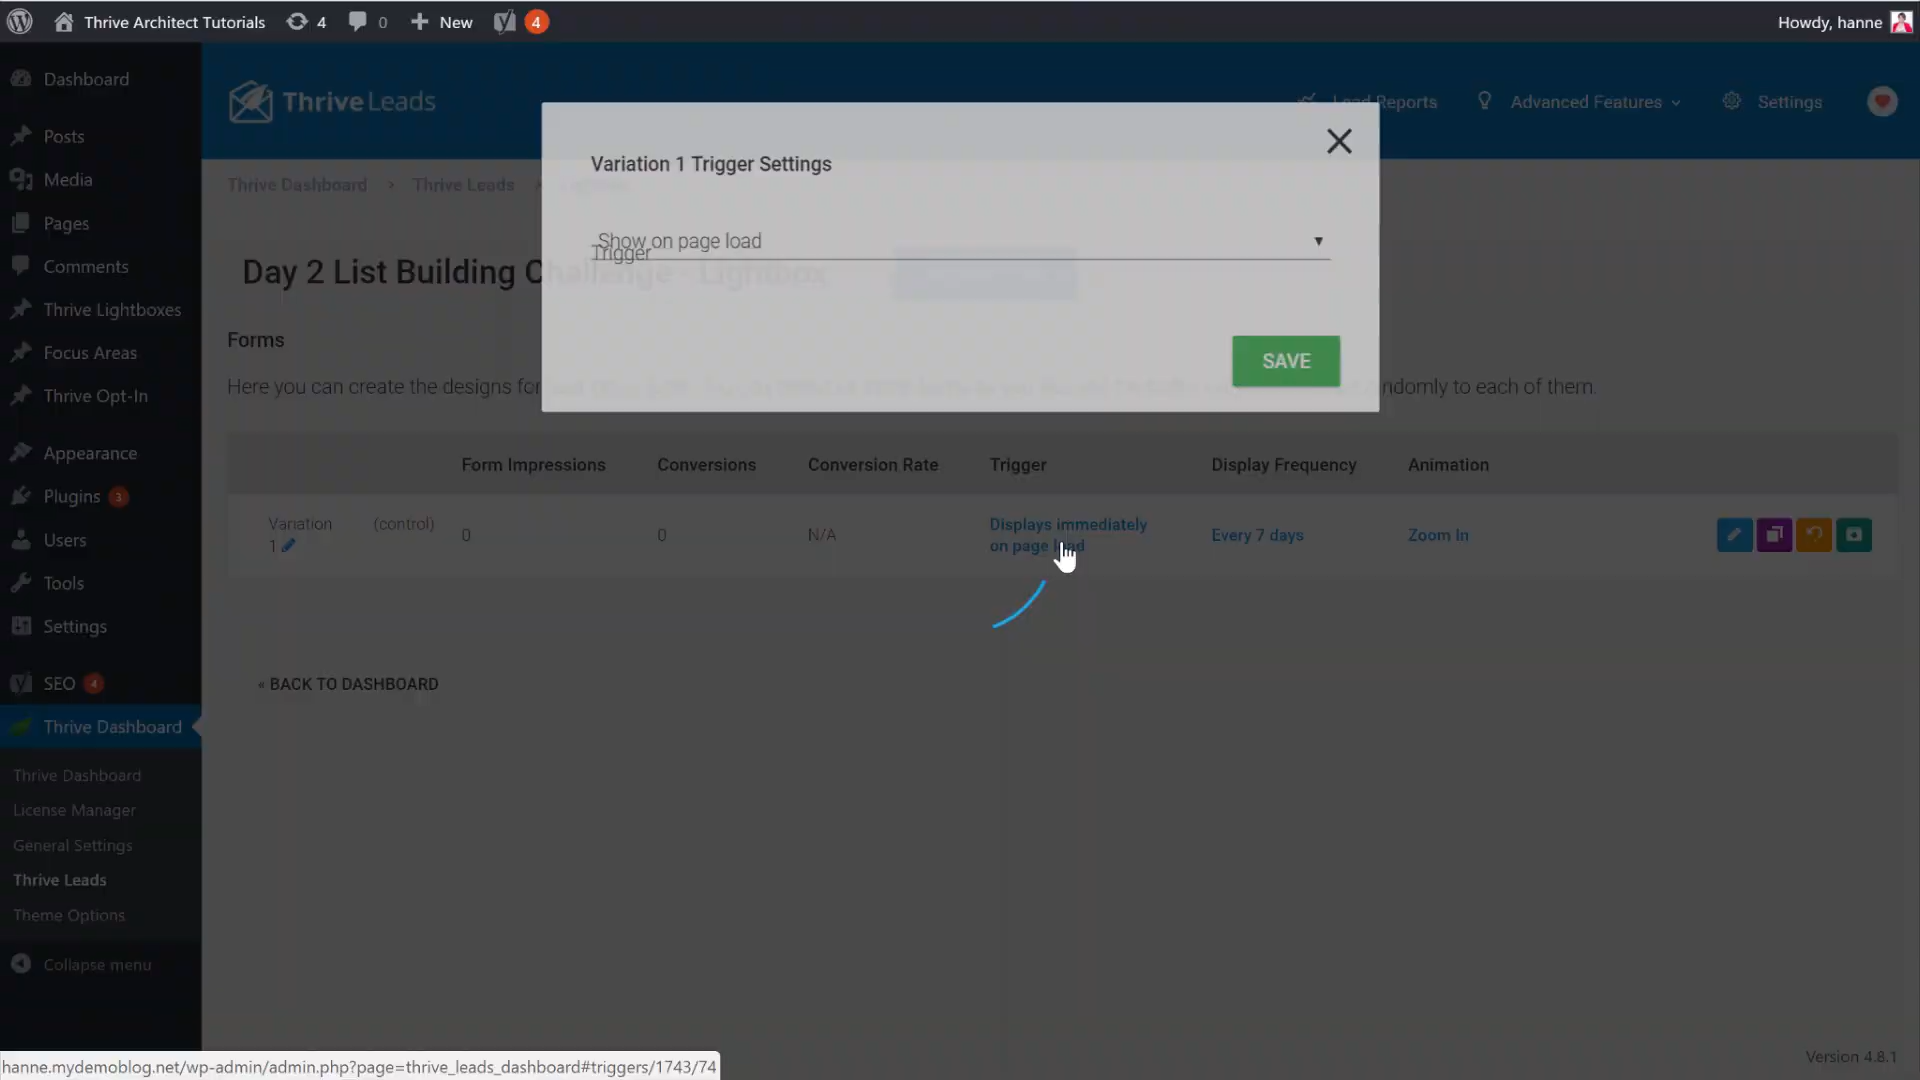 Thrive Architect Tutorials 4 0 New 4 Howdy, hanne
Dashboard
Posts
Media
Pages
Comments
Thrive Lightboxes
Focus Areas
Thrive Opt-In
Appearance
Plugins 3
Users
Tools
Settings
SEO 4
Thrive Dashboard
Thrive Dashboard
License Manager
General Settings
Thrive Leads
Theme Options
Collapse menu
Thrive Leads
Lead Reports Advanced Features Settings
Thrive Dashboard > Thrive Leads >
Variation 1 Trigger Settings
Show on page load
Trigger
SAVE
Day 2 List Building Challenge - Lightbox
Forms
Here you can create the designs for
randomly to each of them.
Form Impressions Conversions Conversion Rate Trigger Display Frequency Animation
Variation (control)
1 0 0 N/A Displays immediately
on page load Every 7 days Zoom In
« BACK TO DASHBOARD
Version 4.8.1
hanne.mydemoblog.net/wp-admin/admin.php?page=thrive_leads_dashboard#triggers/1743/74